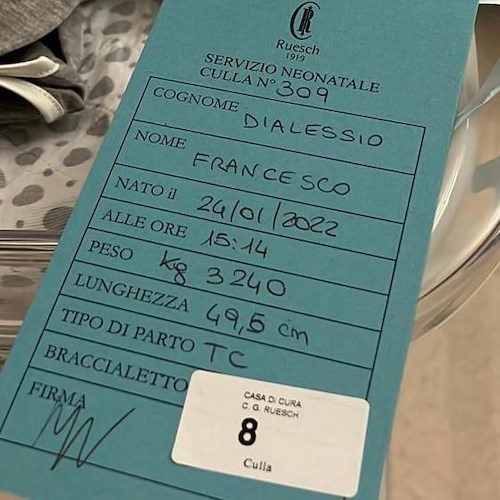 Ruesch
1919
SERVIZIO NEONATALE
CULLA N° 309
COGNOME DIALESSIO
NOME FRANCESCO
NATO il 24/01/2022
ALLE ORE 15:14
PESO kg 3240
LUNGHEZZA 49,5 cm
TIPO DI PARTO TC
BRACCIALETTO
FIRMA
CASA DI CURA
C. G. RUESCH
8
Culla